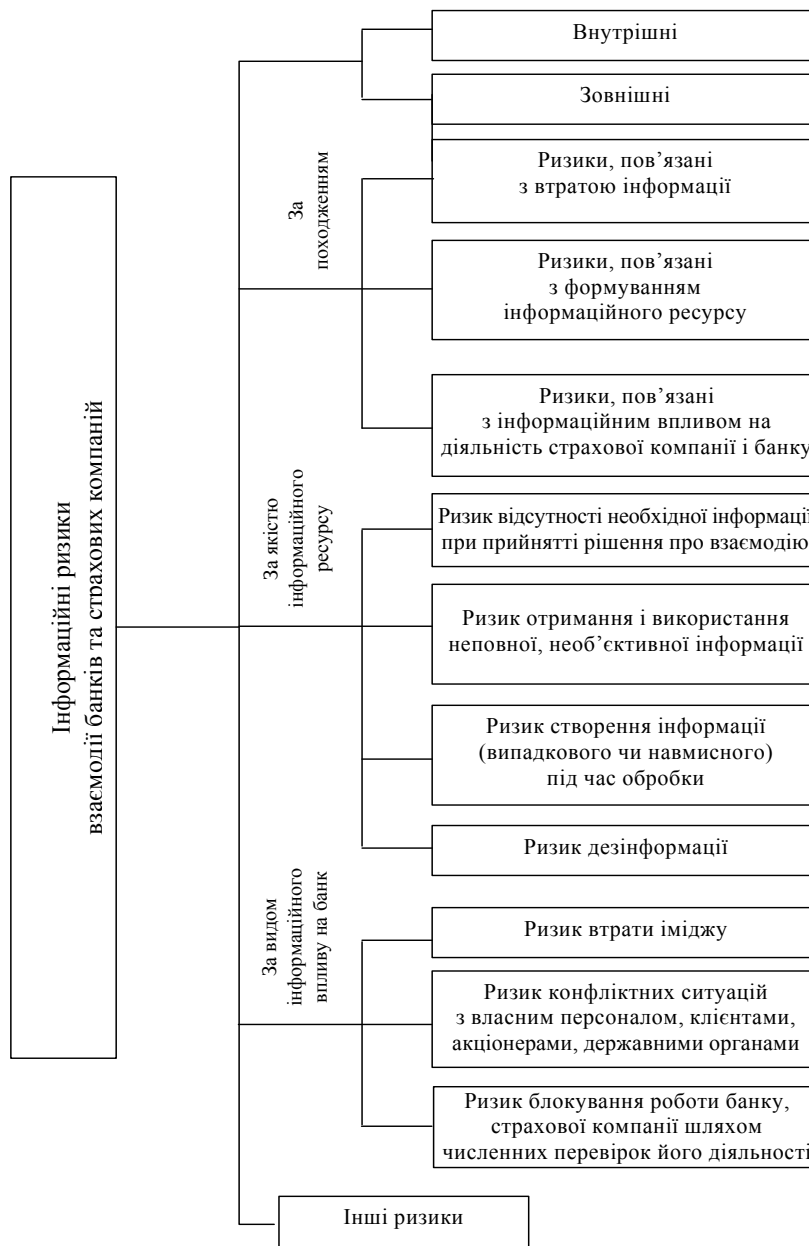 Інформаційні ризики
взаємодії банків та страхових компаній
За
походженням
Внутрішні
Зовнішні
Ризики, пов’язані
з втратою інформації
Ризики, пов’язані
з формуванням
інформаційного ресурсу
Ризики, пов’язані
з інформаційним впливом на
діяльність страхової компанії і банку
За якістю
інформаційного
ресурсу
Ризик відсутності необхідної інформації
при прийнятті рішення про взаємодію
Ризик отримання і використання
неповної, необ’єктивної інформації
Ризик створення інформації
(випадкового чи навмисного)
під час обробки
Ризик дезінформації
За видом
інформаційного
впливу на банк
Ризик втрати іміджу
Ризик конфліктних ситуацій
з власним персоналом, клієнтами,
акціонерами, державними органами
Ризик блокування роботи банку,
страхової компанії шляхом
численних перевірок його діяльності
Інші ризики